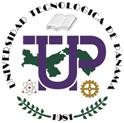 UNIVERSIDAD TECNOLOGICA DE PANAMA
UTP
1981